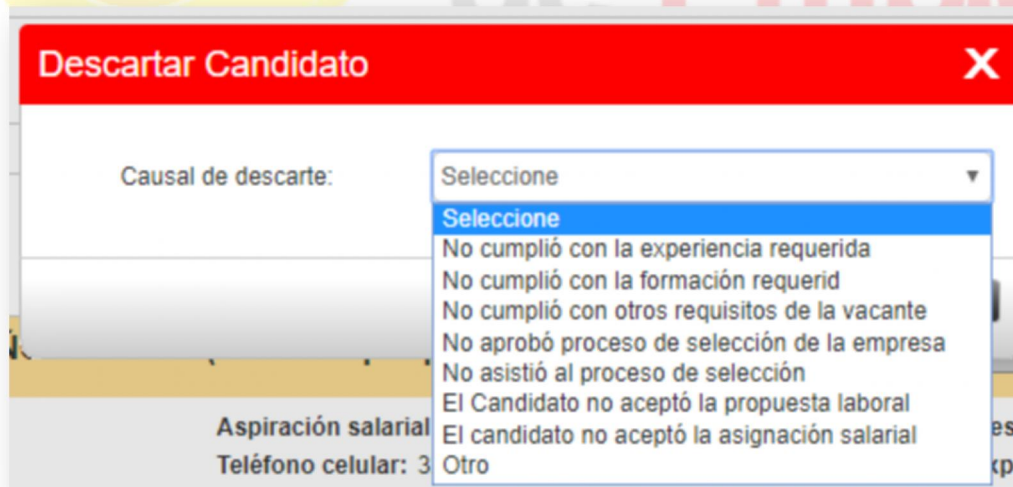 Descartar Candidato X
Causal de descarte: Seleccione
Seleccione
No cumplió con la experiencia requerida
No cumplió con la formación requerid
No cumplió con otros requisitos de la vacante
No aprobó proceso de selección de la empresa
No asistió al proceso de selección
El Candidato no aceptó la propuesta laboral
El candidato no aceptó la asignación salarial
Otro
Aspiración salarial
Teléfono celular: 3